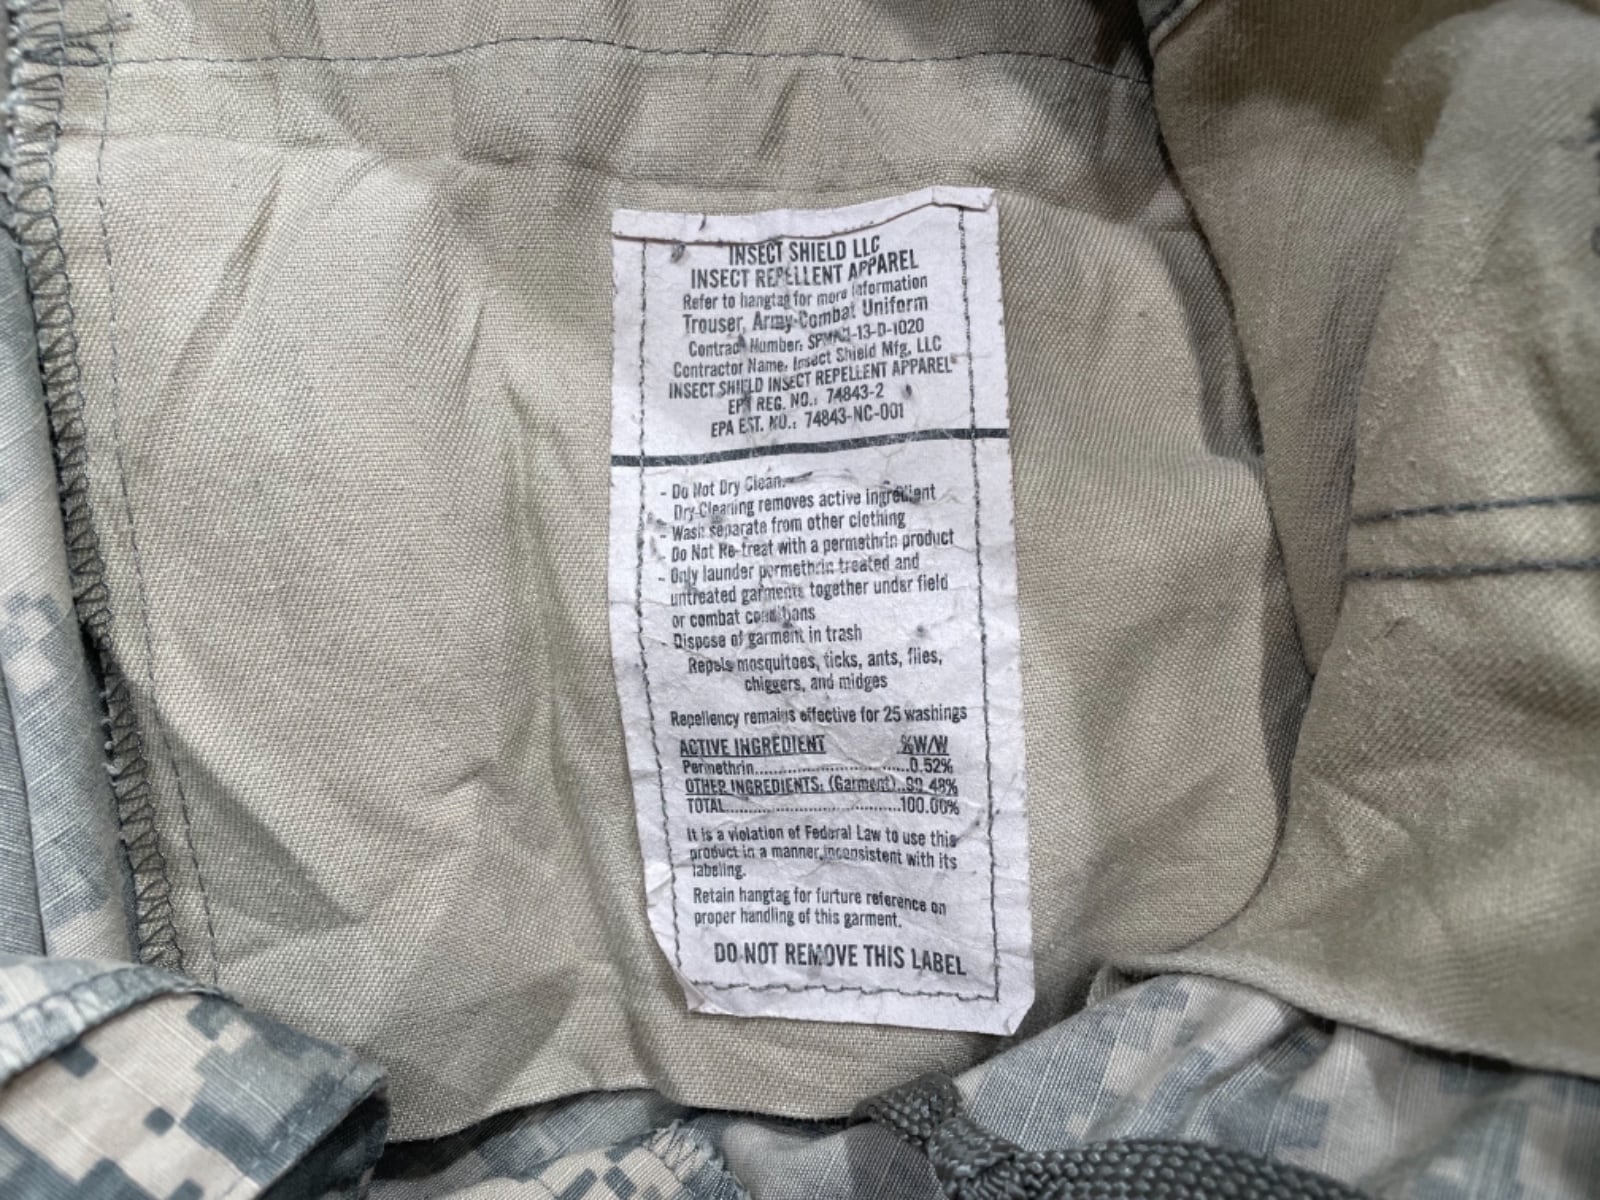 INSECT SHIELD LLC
INSECT REPELLENT APPAREL
Refer to hangtag for more information
Trouser, Army Combat Uniform
Contract Number: SPM1C1-13-D-1020
Contractor Name: Insect Shield Mfg, LLC
INSECT SHIELD INSECT REPELLENT APPAREL®
EPA REG. NO.: 74843-2
EPA EST. NO.: 74843-NC-001
- Do Not Dry Clean.
Dry-Cleaning removes active ingredient
- Wash separate from other clothing
- Do Not Re-treat with a permethrin product
- Only launder permethrin treated and
untreated garments together under field
or combat conditions
- Dispose of garment in trash
Repels mosquitoes, ticks, ants, flies,
chiggers, and midges
Repellency remains effective for 25 washings
ACTIVE INGREDIENT %W/W
Permethrin..............................0.52%
OTHER INGREDIENTS: (Garment)..99.48%
TOTAL..................................100.00%
It is a violation of Federal Law to use this
product in a manner inconsistent with its
labeling.
Retain hangtag for furture reference on
proper handling of this garment.
DO NOT REMOVE THIS LABEL